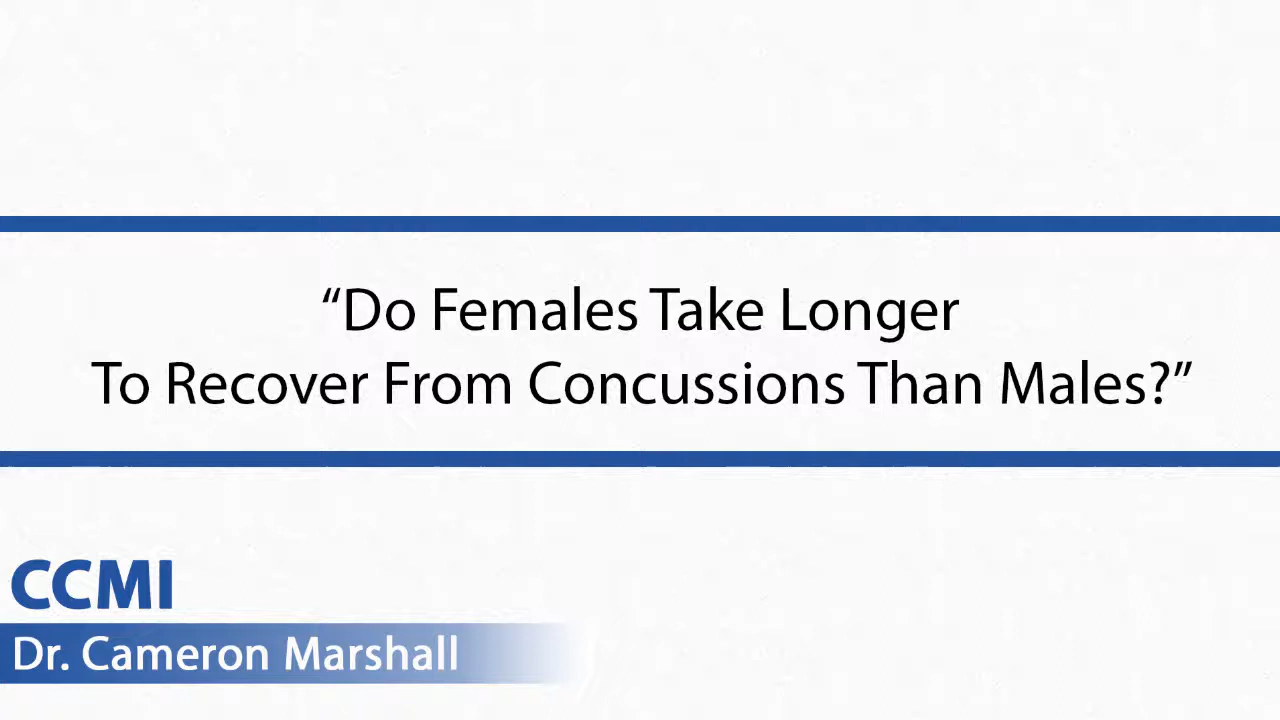 “Do Females Take Longer
To Recover From Concussions Than Males?”
CCMI
Dr. Cameron Marshall